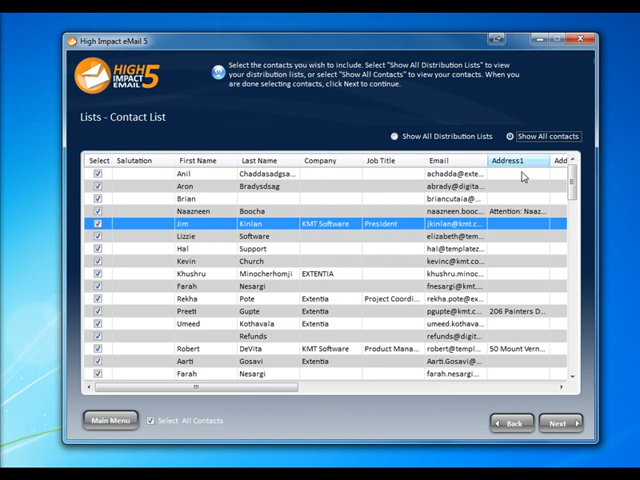 High Impact eMail 5
HIGH IMPACT EMAIL 5
Select the contacts you wish to include. Select "Show All Distribution Lists" to view
your distribution lists, or select "Show All Contacts" to view your contacts. When you
are done selecting contacts, click Next to continue.
Lists - Contact List
Show All Distribution Lists Show All contacts
Select Salutation First Name Last Name Company Job Title Email Address1 Add
Anil Chaddasadgsa... achadda@exte...
Aron Bradysdsag abrady@digita...
Brian briancutaia@...
Naazneen Boocha naazneen.booc... Attention: Naaz...
Jim Kinlan KMT Software President jkinlan@kmt.c...
Lizzie Software elizabeth@tem...
Hal Support hal@templatez...
Kevin Church kevinc@kmt.co...
Khushru Minocherhomji EXTENTIA khushru.minoc...
Farah Nesargi fnesargi@exte...
Rekha Pote Extentia Project Coordi... rekha.pote@ex...
Preeti Gupte Extentia pgupte@kmt.c... 206 Painters D...
Umeed Kothavala Extentia umeed.kothava...
Refunds refunds@digit...
Robert DeVita KMT Software Product Mana... robert@templ... 50 Mount Vern...
Aarti Gosavi Extentia Aarti.Gosavi@...
Farah Nesargi farah.nesargi...
Main Menu Select All Contacts Back Next